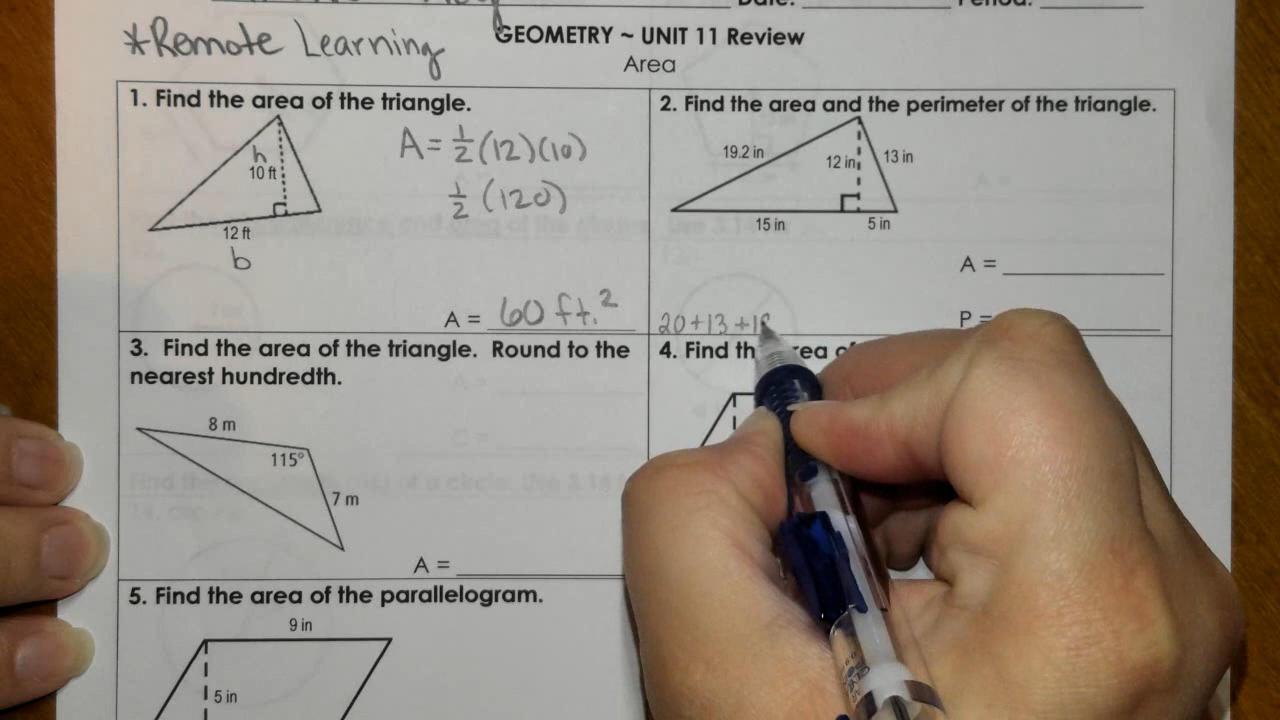 Date: Period:
*Remote Learning
GEOMETRY ~ UNIT 11 Review
Area
1. Find the area of the triangle.
h
10 ft
12 ft
b
A = 1/2 (12)(10)
1/2 (120)
A = 60 ft.²
2. Find the area and the perimeter of the triangle.
19.2 in
12 in
13 in
15 in
5 in
A =
P =
20+13+1
3. Find the area of the triangle. Round to the
nearest hundredth.
8 m
115°
7 m
A =
4. Find
5. Find the area of the parallelogram.
9 in
5 in